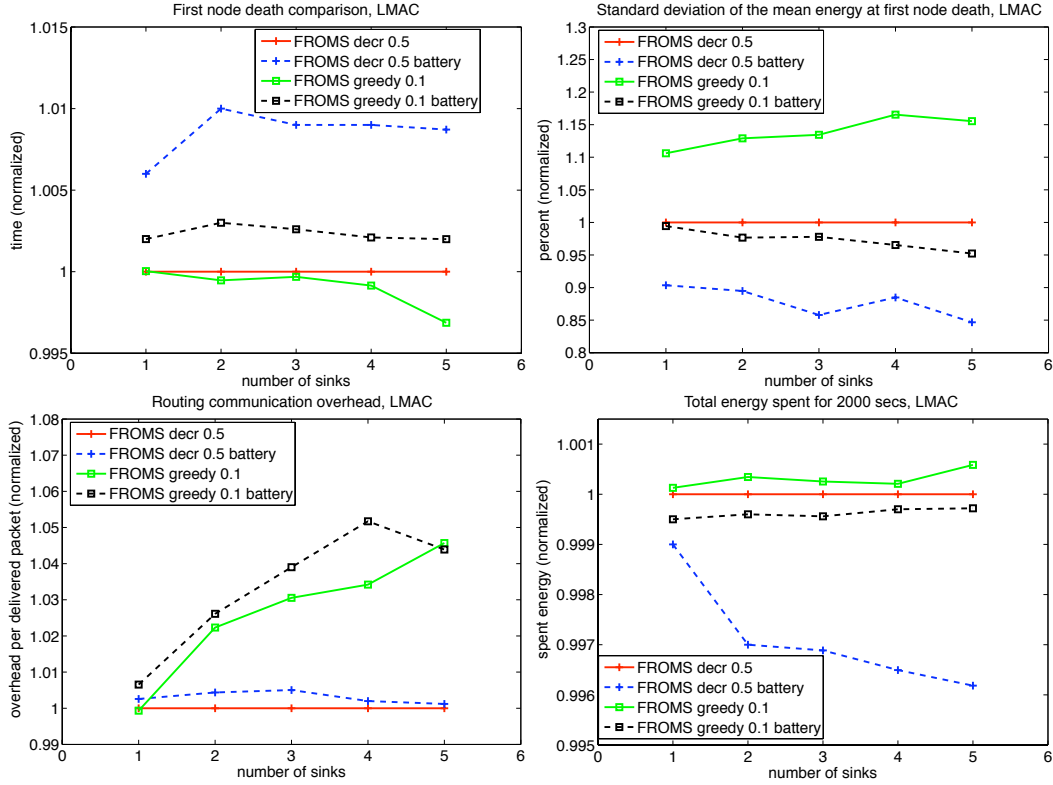 First node death comparison, LMAC
1.015
1.01
1.005
1
0.995
time (normalized)
FROMS decr 0.5
FROMS decr 0.5 battery
FROMS greedy 0.1
FROMS greedy 0.1 battery
0 1 2 3 4 5 6
number of sinks
Standard deviation of the mean energy at first node death, LMAC
1.3
1.25
1.2
1.15
1.1
1.05
1
0.95
0.9
0.85
0.8
percent (normalized)
FROMS decr 0.5
FROMS decr 0.5 battery
FROMS greedy 0.1
FROMS greedy 0.1 battery
0 1 2 3 4 5 6
number of sinks
Routing communication overhead, LMAC
1.08
1.07
1.06
1.05
1.04
1.03
1.02
1.01
1
0.99
overhead per delivered packet (normalized)
FROMS decr 0.5
FROMS decr 0.5 battery
FROMS greedy 0.1
FROMS greedy 0.1 battery
0 1 2 3 4 5 6
number of sinks
Total energy spent for 2000 secs, LMAC
1.001
1
0.999
0.998
0.997
0.996
0.995
spent energy (normalized)
FROMS decr 0.5
FROMS decr 0.5 battery
FROMS greedy 0.1
FROMS greedy 0.1 battery
0 1 2 3 4 5 6
number of sinks